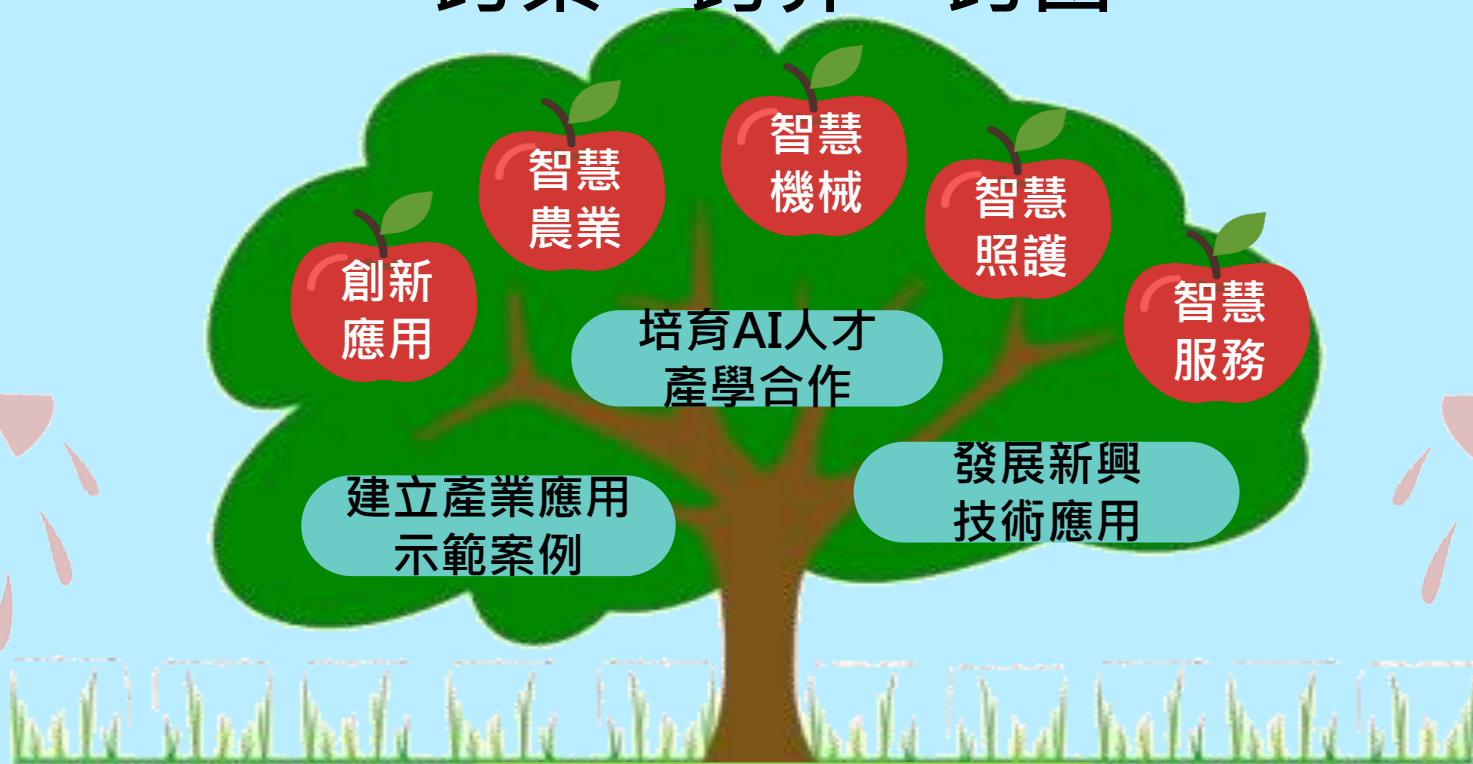 創新
應用
智慧
農業
智慧
機械
智慧
照護
智慧
服務
培育AI人才
產學合作
建立產業應用
示範案例
發展新興
技術應用